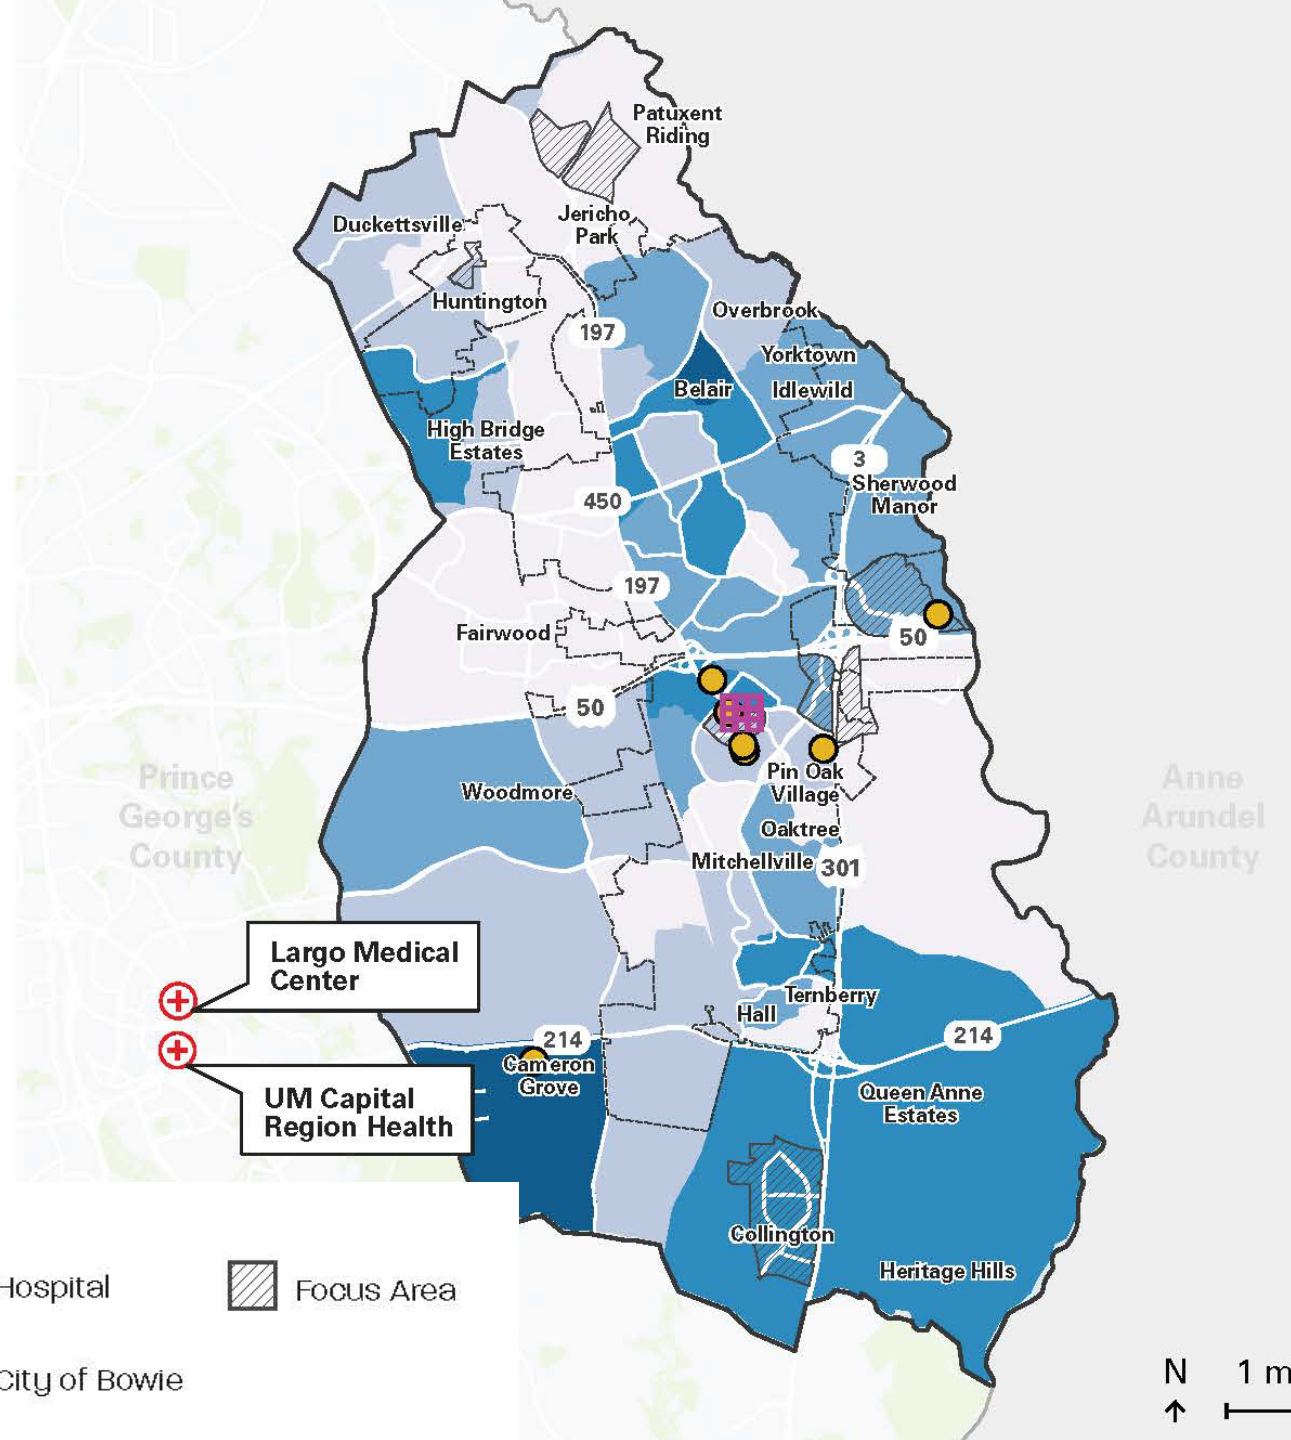 Patuxent
Riding
Duckettsville
Jericho
Park
Huntington
Overbrook
197
Yorktown
Belair
Idlewild
High Bridge
Estates
3
Sherwood
Manor
450
197
Fairwood
50
50
Prince
George's
County
Woodmore
Pin Oak
Village
Anne
Arundel
County
Oaktree
Mitchellville
301
Largo Medical
Center
Ternberry
Hall
214
214
Cameron
Grove
UM Capital
Region Health
Queen Anne
Estates
Collington
Heritage Hills
Hospital
Focus Area
City of Bowie
N
1 m